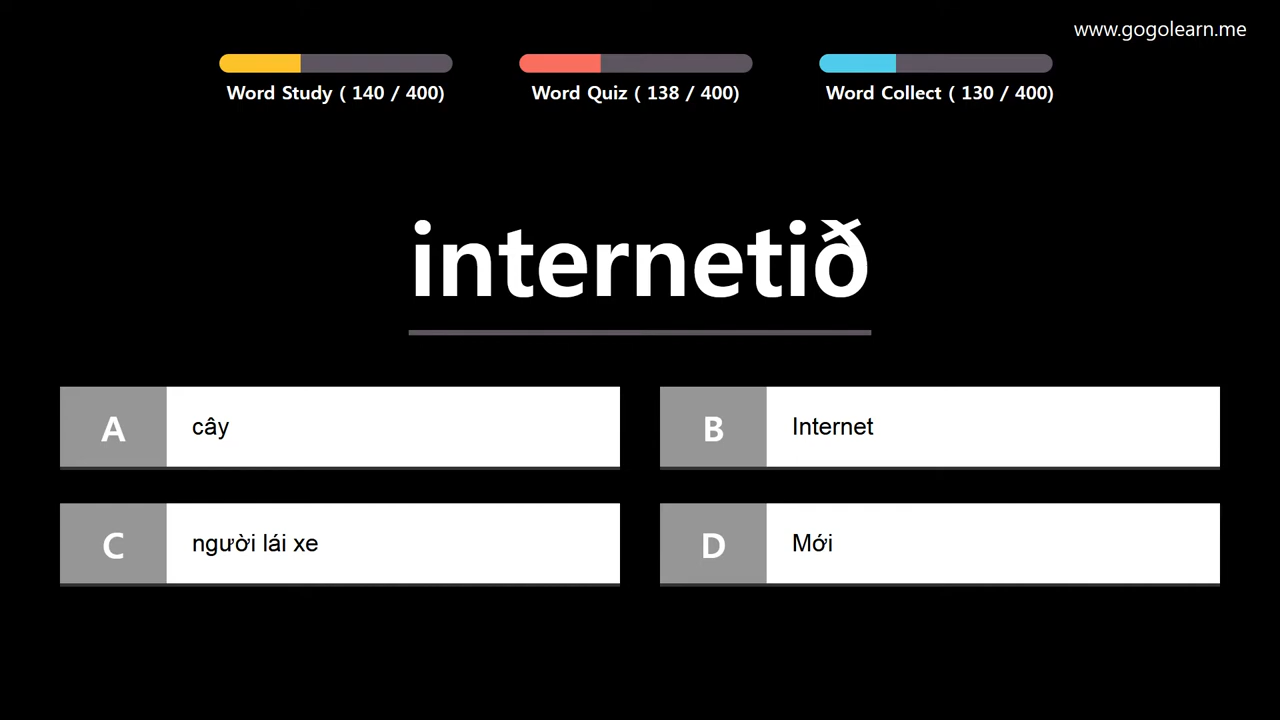 www.gogolearn.me
Word Study ( 140 / 400)
Word Quiz ( 138 / 400)
Word Collect ( 130 / 400)
internetið
A cây
B Internet
C người lái xe
D Mới